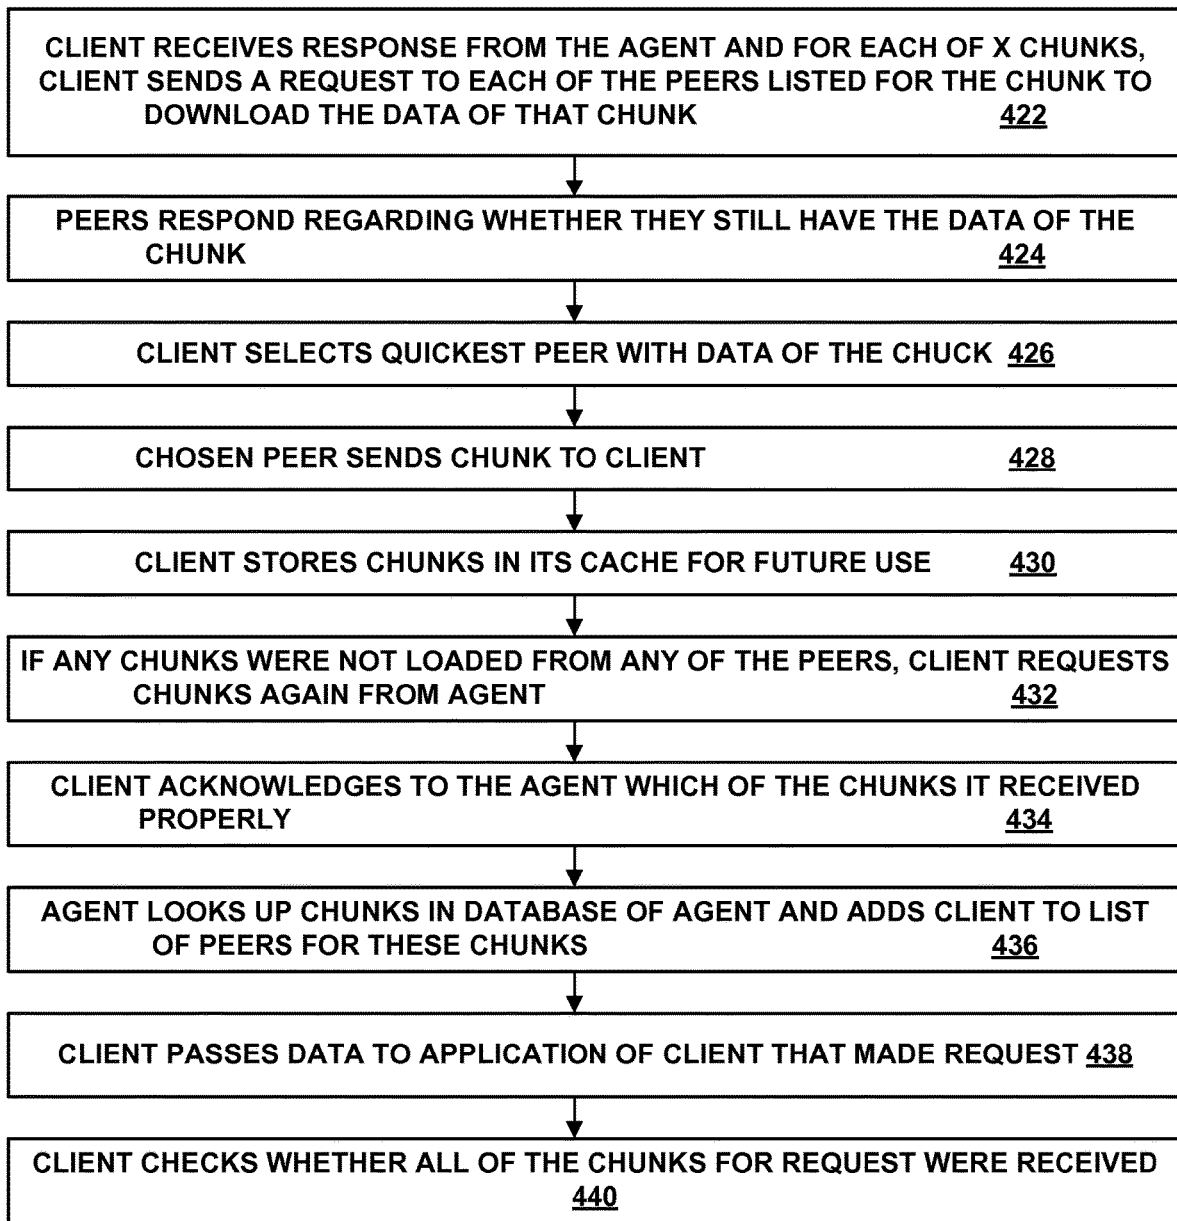 CLIENT RECEIVES RESPONSE FROM THE AGENT AND FOR EACH OF X CHUNKS,
CLIENT SENDS A REQUEST TO EACH OF THE PEERS LISTED FOR THE CHUNK TO
DOWNLOAD THE DATA OF THAT CHUNK 422
PEERS RESPOND REGARDING WHETHER THEY STILL HAVE THE DATA OF THE
CHUNK 424
CLIENT SELECTS QUICKEST PEER WITH DATA OF THE CHUCK 426
CHOSEN PEER SENDS CHUNK TO CLIENT 428
CLIENT STORES CHUNKS IN ITS CACHE FOR FUTURE USE 430
IF ANY CHUNKS WERE NOT LOADED FROM ANY OF THE PEERS, CLIENT REQUESTS
CHUNKS AGAIN FROM AGENT 432
CLIENT ACKNOWLEDGES TO THE AGENT WHICH OF THE CHUNKS IT RECEIVED
PROPERLY 434
AGENT LOOKS UP CHUNKS IN DATABASE OF AGENT AND ADDS CLIENT TO LIST
OF PEERS FOR THESE CHUNKS 436
CLIENT PASSES DATA TO APPLICATION OF CLIENT THAT MADE REQUEST 438
CLIENT CHECKS WHETHER ALL OF THE CHUNKS FOR REQUEST WERE RECEIVED
440